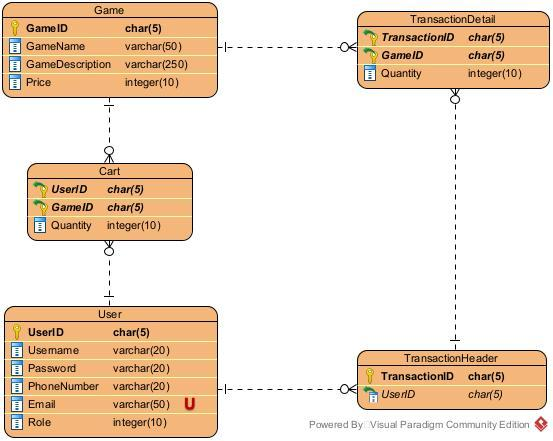 Game
GameID char(5)
GameName varchar(50)
GameDescription varchar(250)
Price integer(10)
TransactionDetail
TransactionID char(5)
GameID char(5)
Quantity integer(10)
Cart
UserID char(5)
GameID char(5)
Quantity integer(10)
User
UserID char(5)
Username varchar(20)
Password varchar(20)
PhoneNumber varchar(20)
Email varchar(50) U
Role integer(10)
TransactionHeader
TransactionID char(5)
UserID char(5)
Powered By Visual Paradigm Community Edition